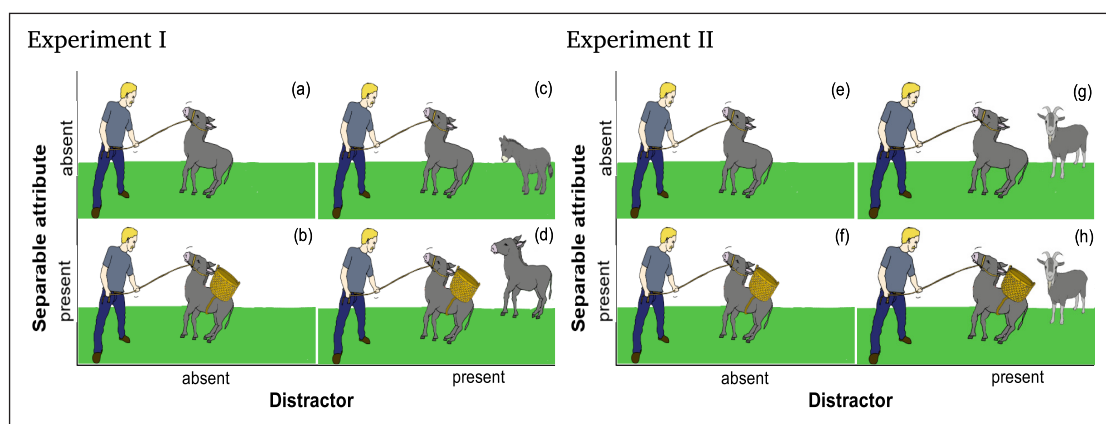 Experiment I
Experiment II
(a)
(c)
(e)
(g)
absent
absent
(b)
(d)
(f)
(h)
present
present
Separable attribute
Separable attribute
absent
present
absent
present
Distractor
Distractor